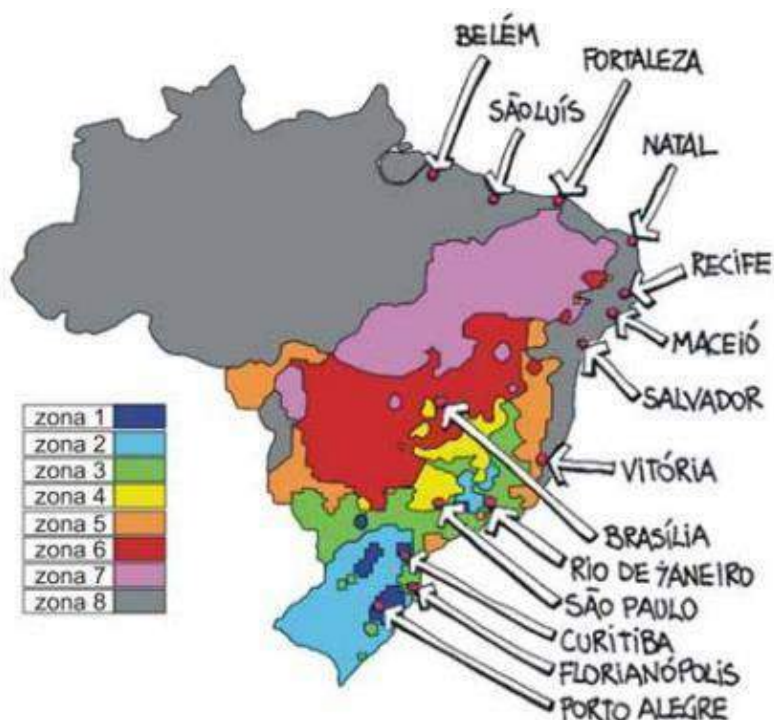 BELÉM
FORTALEZA
SÃO LUÍS
NATAL
RECIFE
MACEIÓ
SALVADOR
VITÓRIA
BRASÍLIA
RIO DE JANEIRO
SÃO PAULO
CURITIBA
FLORIANÓPOLIS
PORTO ALEGRE
zona 1
zona 2
zona 3
zona 4
zona 5
zona 6
zona 7
zona 8